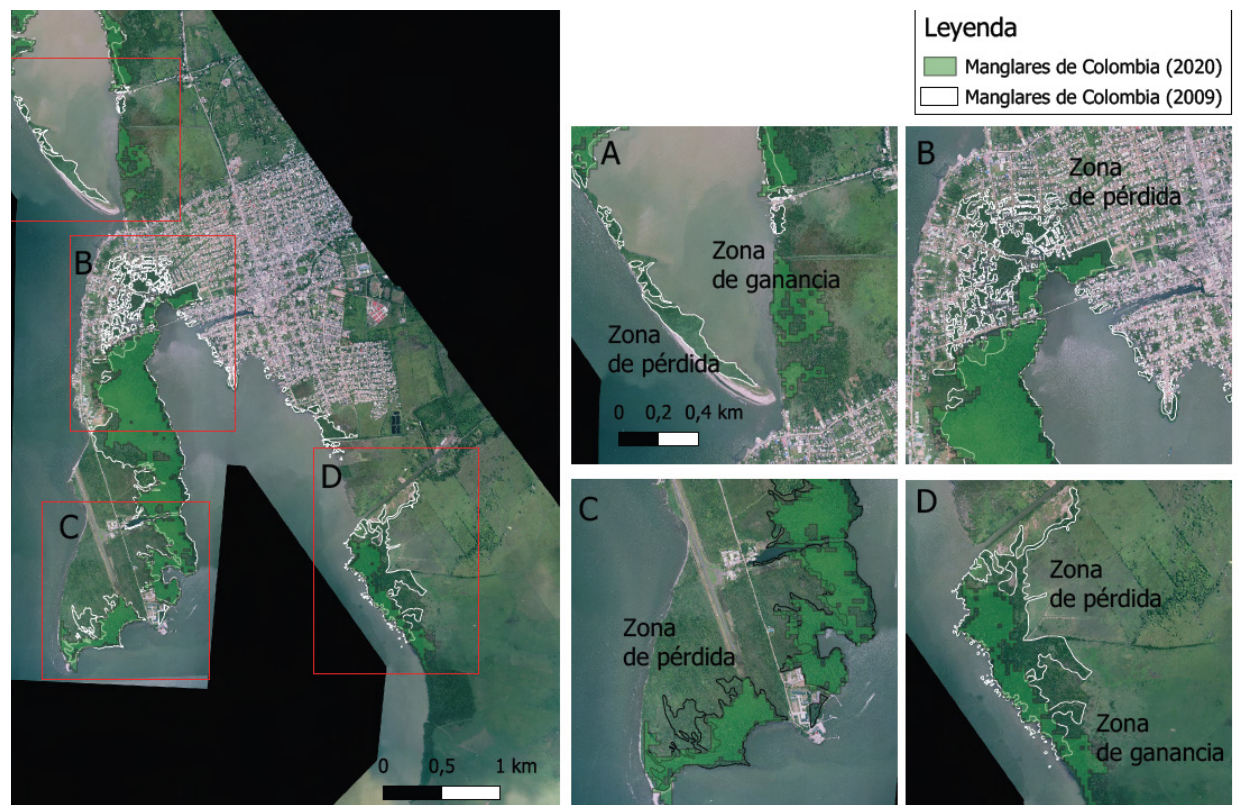 B
C
D
0 0,5 1 km
Leyenda
Manglares de Colombia (2020)
Manglares de Colombia (2009)
A
Zona
de ganancia
Zona
de pérdida
0 0,2 0,4 km
B
Zona
de pérdida
C
Zona
de pérdida
D
Zona
de pérdida
Zona
de ganancia